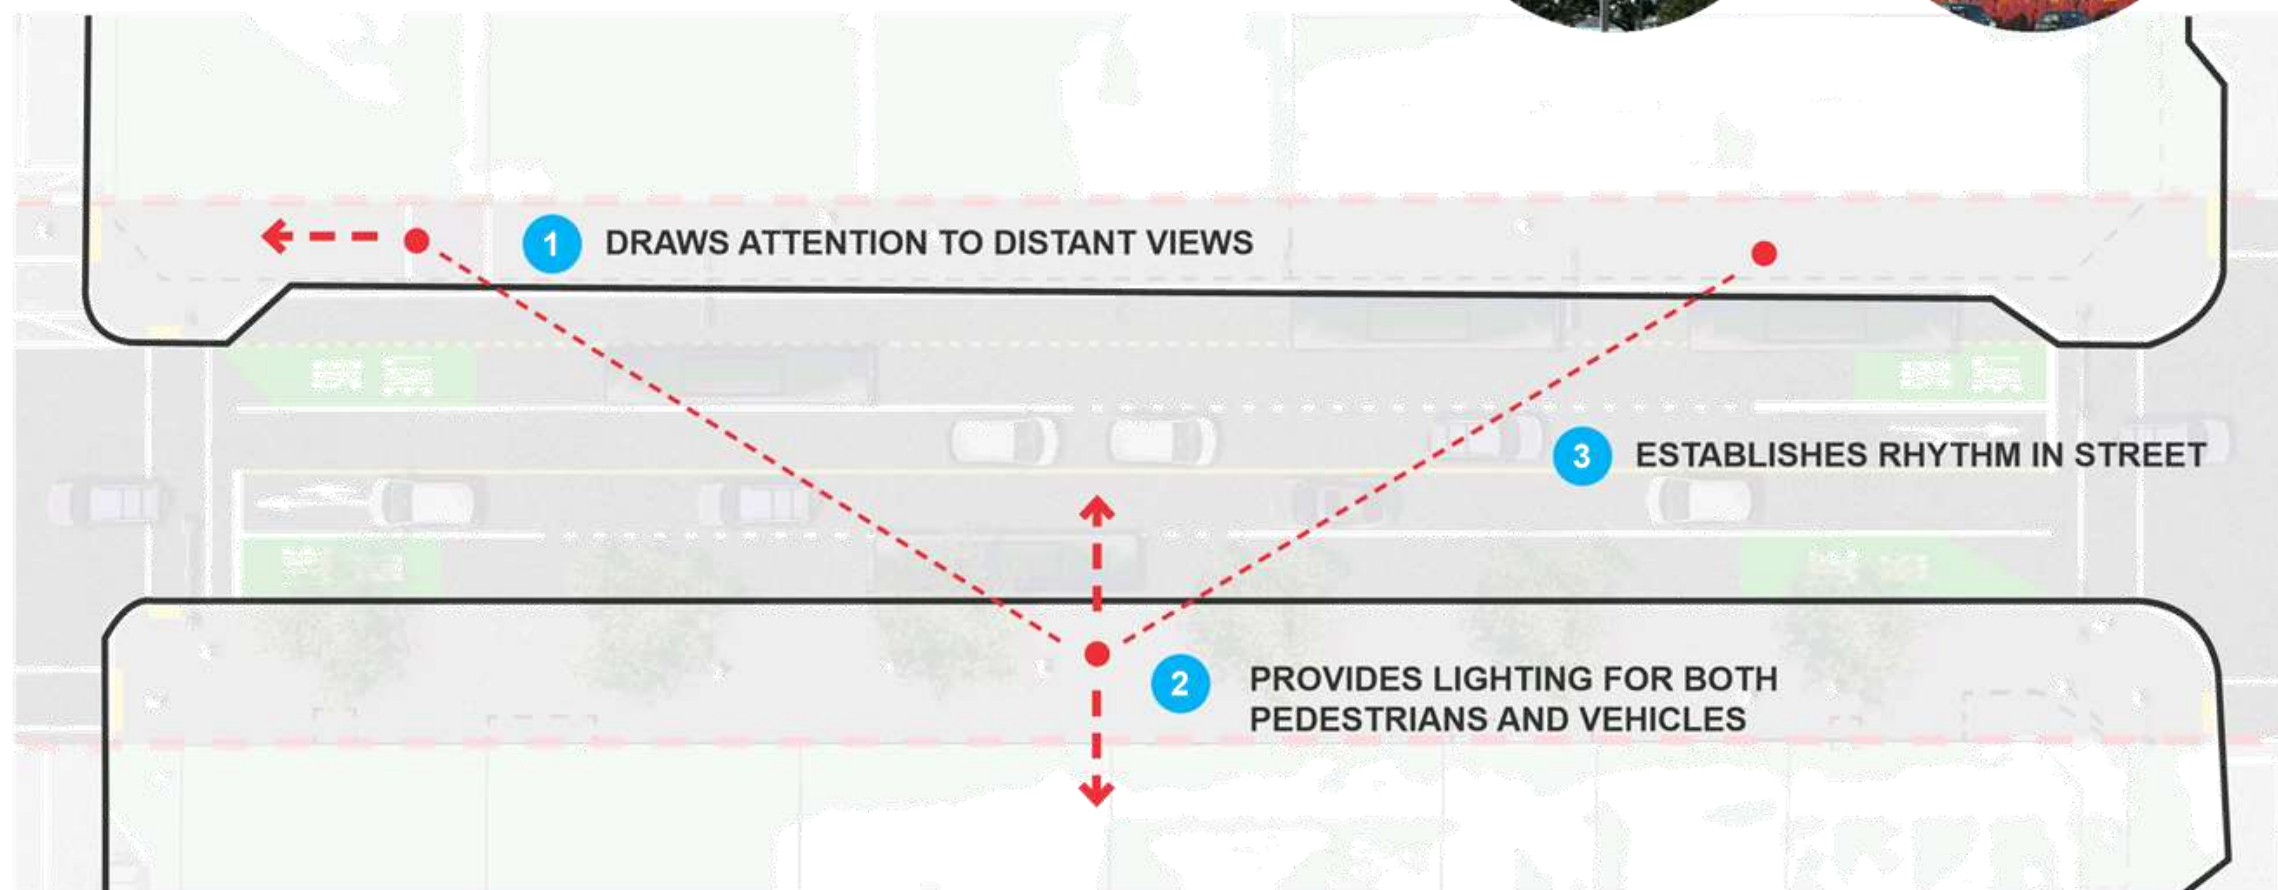 1 DRAWS ATTENTION TO DISTANT VIEWS
3 ESTABLISHES RHYTHM IN STREET
2 PROVIDES LIGHTING FOR BOTH
PEDESTRIANS AND VEHICLES